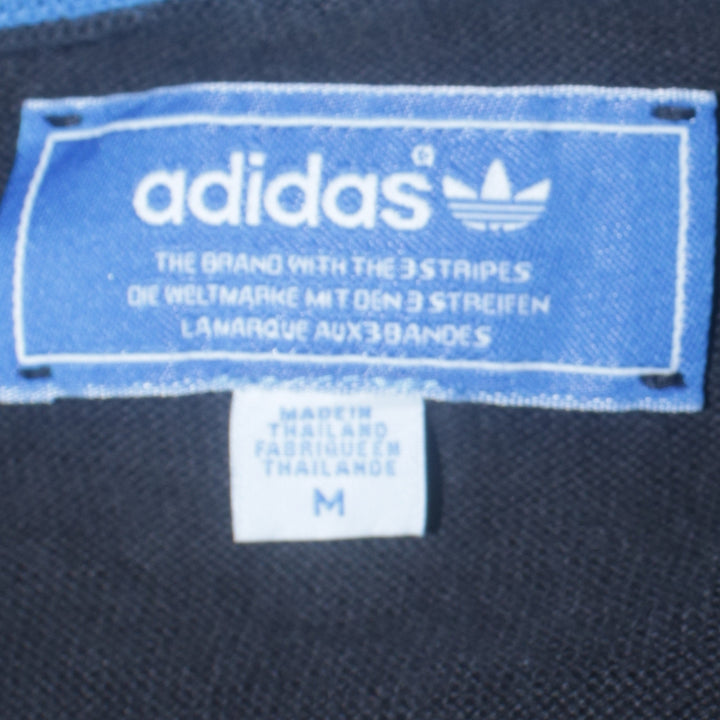 adidas®
THE BRAND WITH THE 3 STRIPES
DIE WELTMARKE MIT DEN 3 STREIFEN
LA MARQUE AUX 3 BANDES
MADE IN
THAILAND
FABRIQUE EN
THAILANDE
M